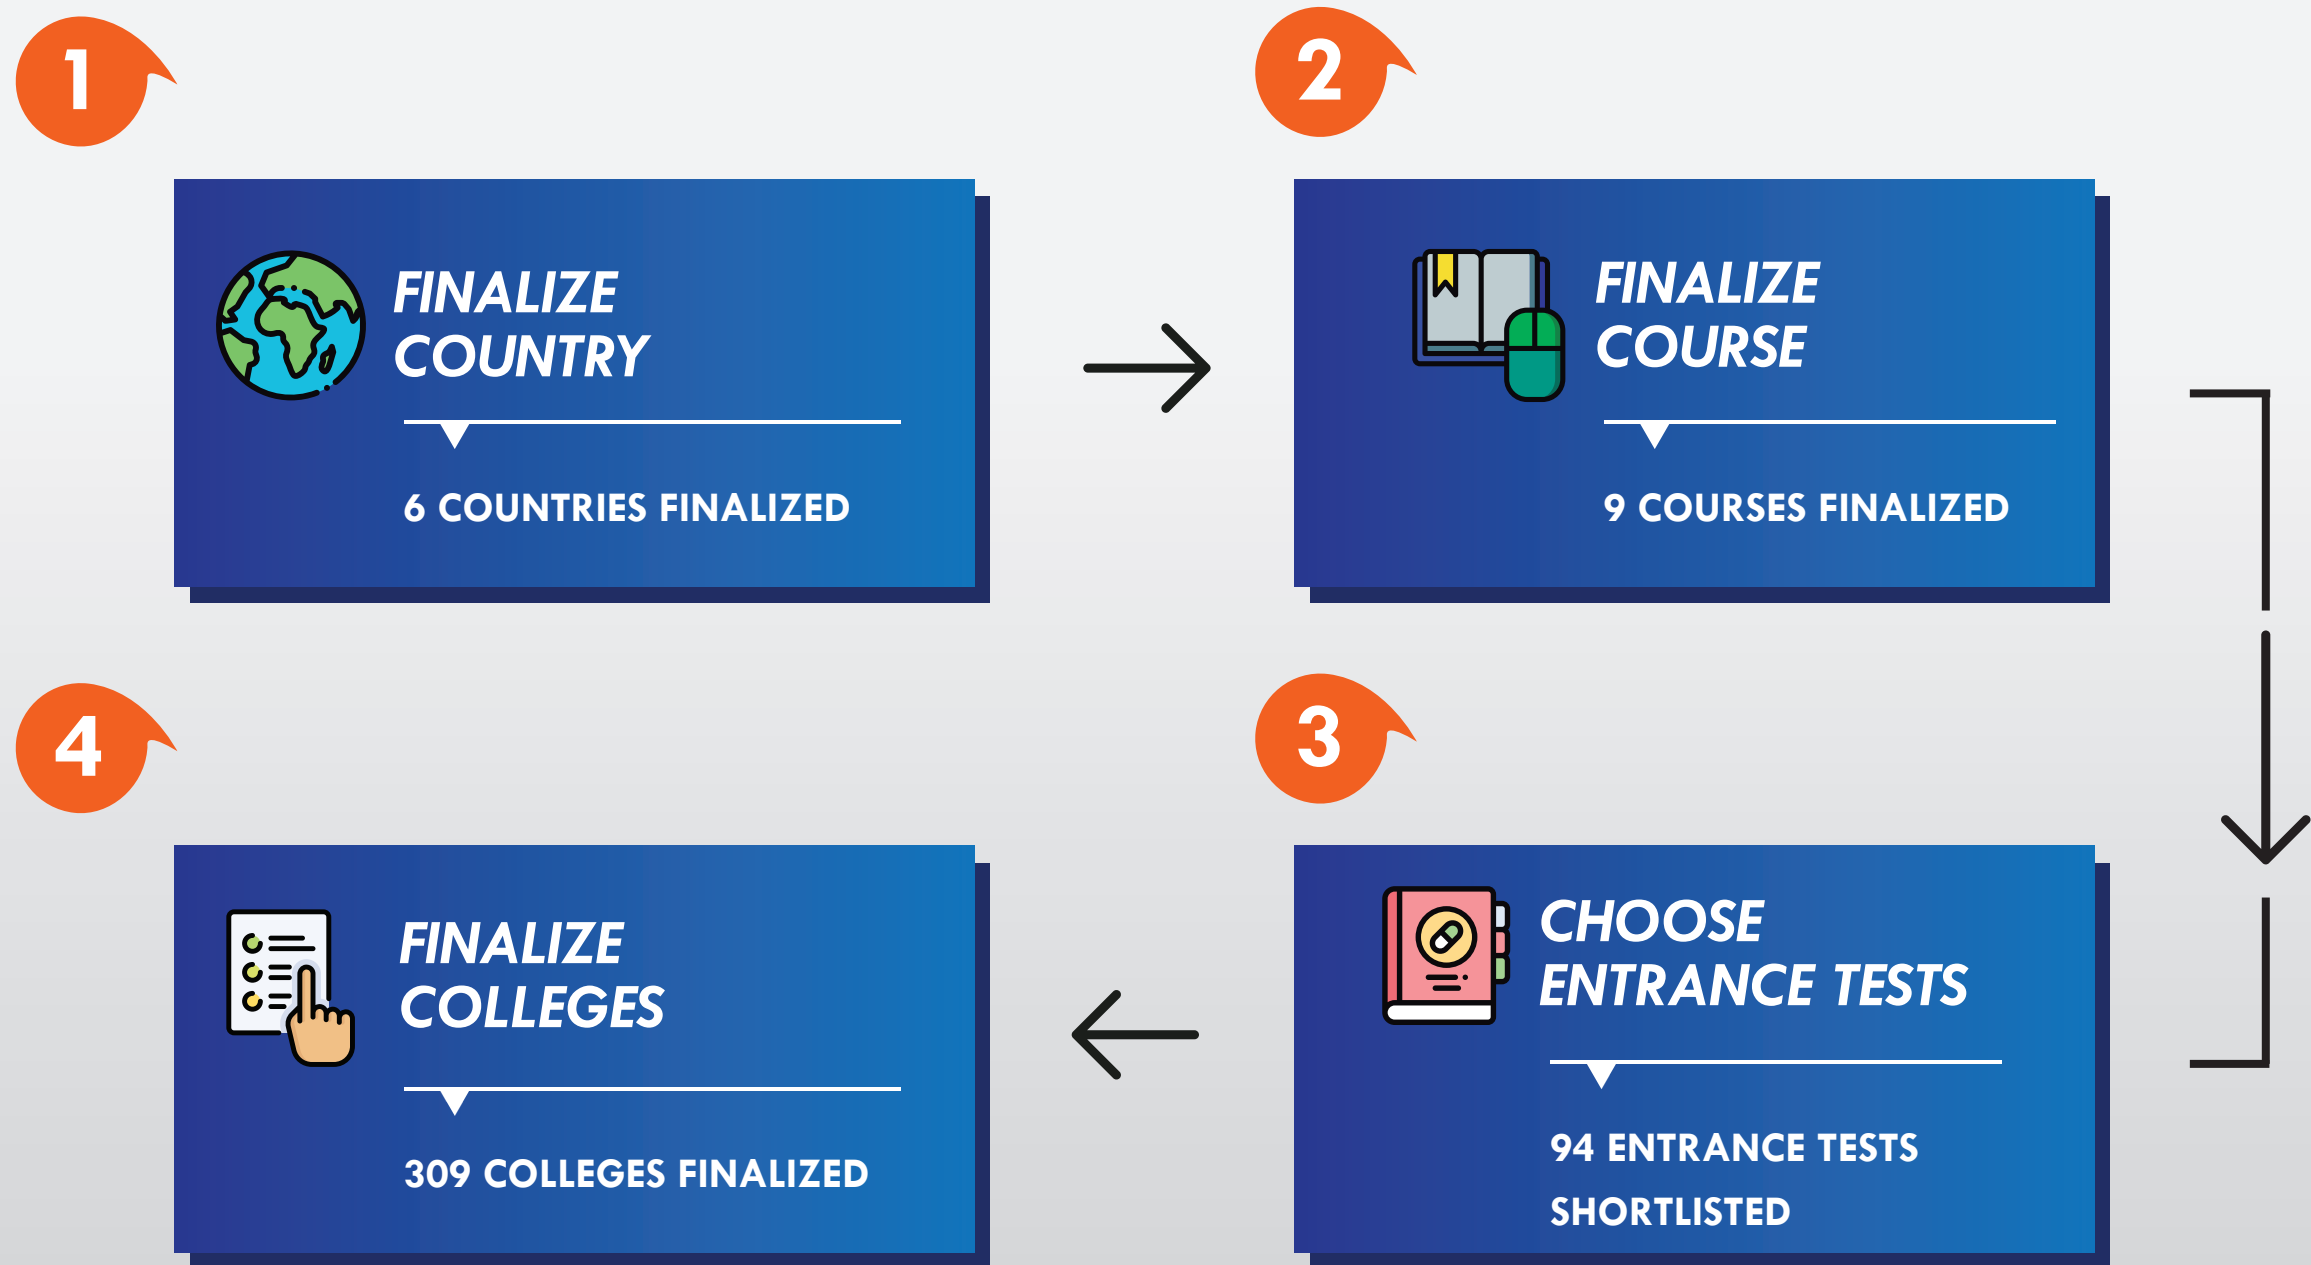 1
FINALIZE
COUNTRY
6 COUNTRIES FINALIZED
2
FINALIZE
COURSE
9 COURSES FINALIZED
3
CHOOSE
ENTRANCE TESTS
94 ENTRANCE TESTS
SHORTLISTED
4
FINALIZE
COLLEGES
309 COLLEGES FINALIZED